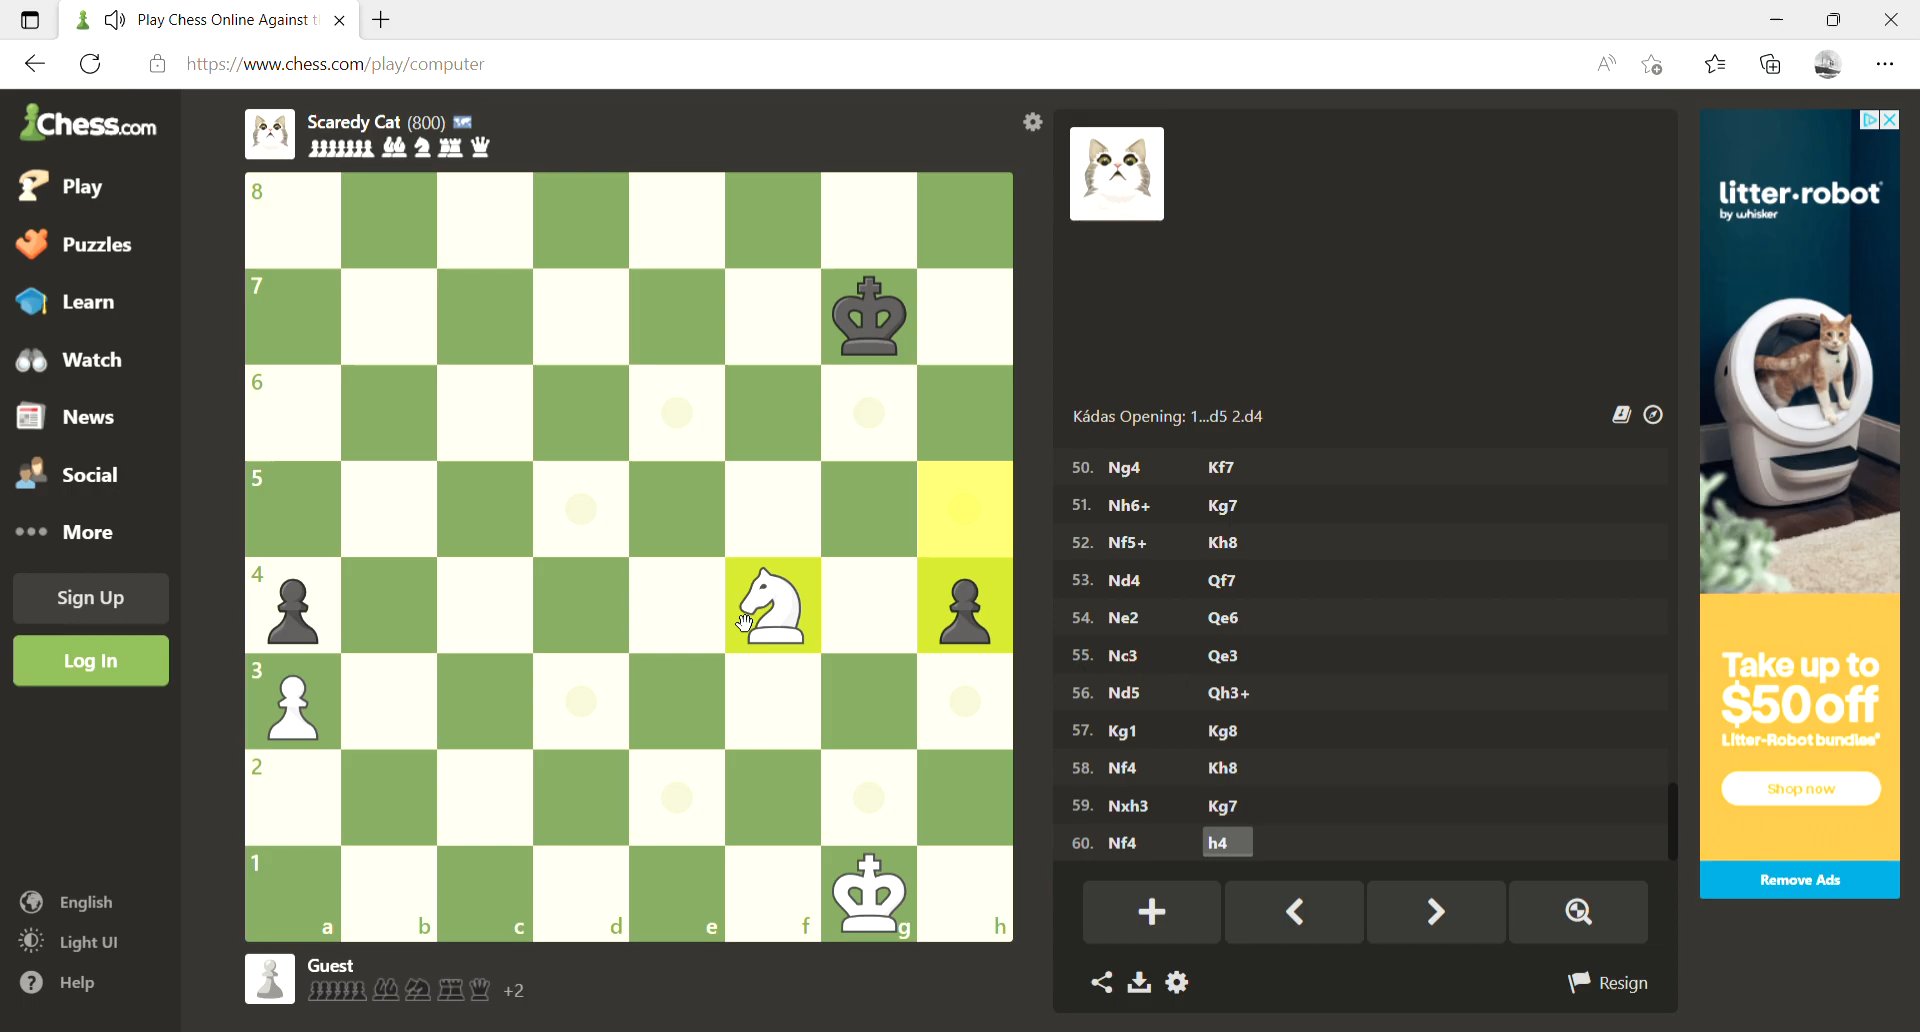 Play Chess Online Against t
https://www.chess.com/play/computer
Chess.com
Play
Puzzles
Learn
Watch
News
Social
More
Sign Up
Log In
English
Light UI
Help
Scaredy Cat (800)
8
7
6
5
4
3
2
1
a b c d e f g h
Guest
+2
Kádas Opening: 1...d5 2.d4
50. Ng4 Kf7
51. Nh6+ Kg7
52. Nf5+ Kh8
53. Nd4 Qf7
54. Ne2 Qe6
55. Nc3 Qe3
56. Nd5 Qh3+
57. Kg1 Kg8
58. Nf4 Kh8
59. Nxh3 Kg7
60. Nf4 h4
Resign
litter-robot
by whisker
Take up to
$50 off
Litter-Robot bundles*
Shop now
Remove Ads